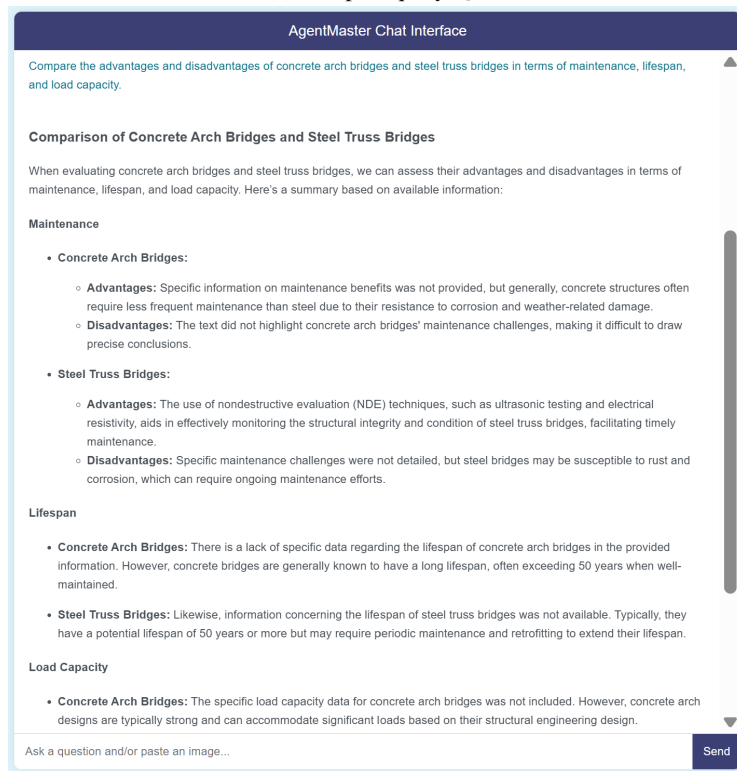 AgentMaster Chat Interface
Compare the advantages and disadvantages of concrete arch bridges and steel truss bridges in terms of maintenance, lifespan,
and load capacity.
Comparison of Concrete Arch Bridges and Steel Truss Bridges
When evaluating concrete arch bridges and steel truss bridges, we can assess their advantages and disadvantages in terms of
maintenance, lifespan, and load capacity. Here's a summary based on available information:
Maintenance
• Concrete Arch Bridges:
◦ Advantages: Specific information on maintenance benefits was not provided, but generally, concrete structures often
require less frequent maintenance than steel due to their resistance to corrosion and weather-related damage.
◦ Disadvantages: The text did not highlight concrete arch bridges' maintenance challenges, making it difficult to draw
precise conclusions.
• Steel Truss Bridges:
◦ Advantages: The use of nondestructive evaluation (NDE) techniques, such as ultrasonic testing and electrical
resistivity, aids in effectively monitoring the structural integrity and condition of steel truss bridges, facilitating timely
maintenance.
◦ Disadvantages: Specific maintenance challenges were not detailed, but steel bridges may be susceptible to rust and
corrosion, which can require ongoing maintenance efforts.
Lifespan
• Concrete Arch Bridges: There is a lack of specific data regarding the lifespan of concrete arch bridges in the provided
information. However, concrete bridges are generally known to have a long lifespan, often exceeding 50 years when well-
maintained.
• Steel Truss Bridges: Likewise, information concerning the lifespan of steel truss bridges was not available. Typically, they
have a potential lifespan of 50 years or more but may require periodic maintenance and retrofitting to extend their lifespan.
Load Capacity
• Concrete Arch Bridges: The specific load capacity data for concrete arch bridges was not included. However, concrete arch
designs are typically strong and can accommodate significant loads based on their structural engineering design.
Ask a question and/or paste an image...
Send